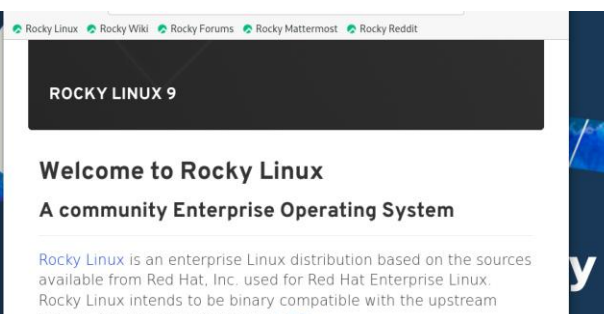 Rocky Linux Rocky Wiki Rocky Forums Rocky Mattermost Rocky Reddit
ROCKY LINUX 9
Welcome to Rocky Linux
A community Enterprise Operating System
Rocky Linux is an enterprise Linux distribution based on the sources
available from Red Hat, Inc. used for Red Hat Enterprise Linux.
Rocky Linux intends to be binary compatible with the upstream
y